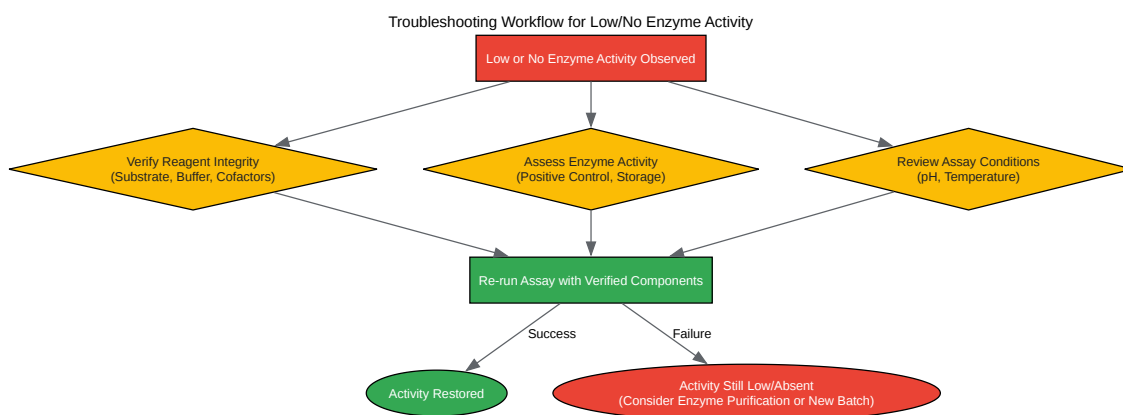 Troubleshooting Workflow for Low/No Enzyme Activity
Low or No Enzyme Activity Observed
Verify Reagent Integrity
(Substrate, Buffer, Cofactors)
Assess Enzyme Activity
(Positive Control, Storage)
Review Assay Conditions
(pH, Temperature)
Re-run Assay with Verified Components
Success
Failure
Activity Restored
Activity Still Low/Absent
(Consider Enzyme Purification or New Batch)